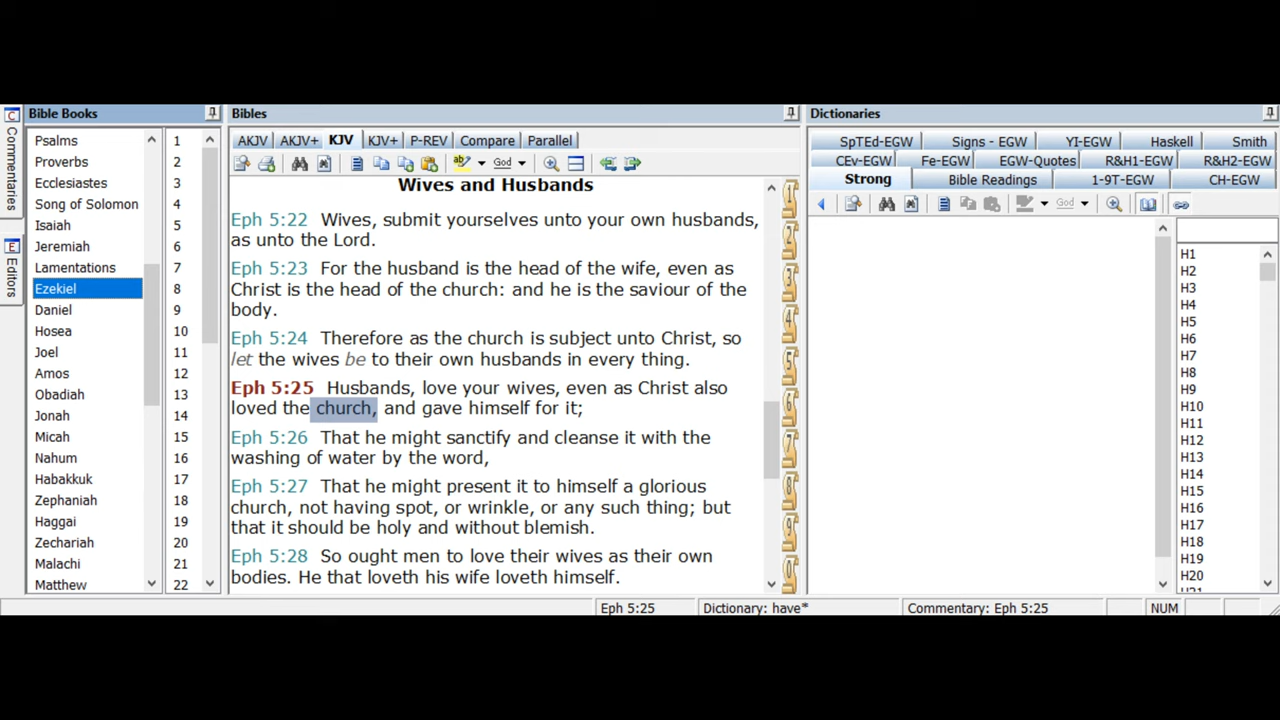 Bible Books
Bibles
Dictionaries
C Commentaries
E Editors
Psalms
Proverbs
Ecclesiastes
Song of Solomon
Isaiah
Jeremiah
Lamentations
Ezekiel
Daniel
Hosea
Joel
Amos
Obadiah
Jonah
Micah
Nahum
Habakkuk
Zephaniah
Haggai
Zechariah
Malachi
Matthew
1
2
3
4
5
6
7
8
9
10
11
12
13
14
15
16
17
18
19
20
21
22
AKJV AKJV+ KJV KJV+ P-REV Compare Parallel
ab God
Wives and Husbands
Eph 5:22 Wives, submit yourselves unto your own husbands,
as unto the Lord.
Eph 5:23 For the husband is the head of the wife, even as
Christ is the head of the church: and he is the saviour of the
body.
Eph 5:24 Therefore as the church is subject unto Christ, so
let the wives be to their own husbands in every thing.
Eph 5:25 Husbands, love your wives, even as Christ also
loved the church, and gave himself for it;
Eph 5:26 That he might sanctify and cleanse it with the
washing of water by the word,
Eph 5:27 That he might present it to himself a glorious
church, not having spot, or wrinkle, or any such thing; but
that it should be holy and without blemish.
Eph 5:28 So ought men to love their wives as their own
bodies. He that loveth his wife loveth himself.
1
2
3
4
5
6
7
8
9
0
SpTEd-EGW Signs - EGW YI-EGW Haskell Smith
CEv-EGW Fe-EGW EGW-Quotes R&H1-EGW R&H2-EGW
Strong Bible Readings 1-9T-EGW CH-EGW
God
H1
H2
H3
H4
H5
H6
H7
H8
H9
H10
H11
H12
H13
H14
H15
H16
H17
H18
H19
H20
H21
Eph 5:25 Dictionary: have* Commentary: Eph 5:25 NUM